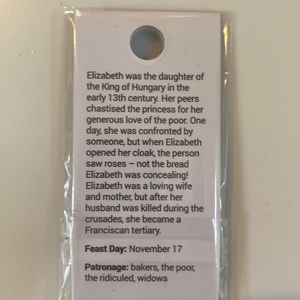 Elizabeth was the daughter of
the King of Hungary in the
early 13th century. Her peers
chastised the princess for her
generous love of the poor. One
day, she was confronted by
someone, but when Elizabeth
opened her cloak, the person
saw roses – not the bread
Elizabeth was concealing!
Elizabeth was a loving wife
and mother, but after her
husband was killed during the
crusades, she became a
Franciscan tertiary.
Feast Day: November 17
Patronage: bakers, the poor,
the ridiculed, widows